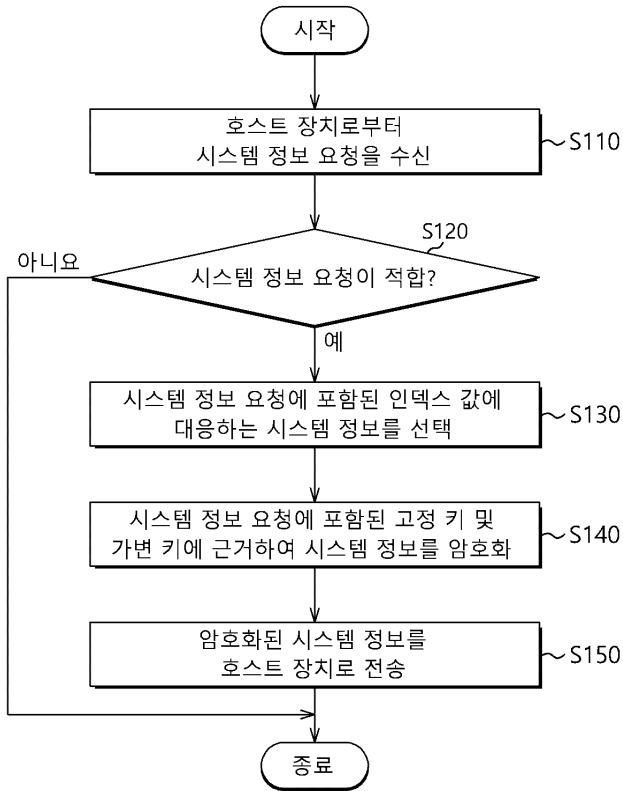 시작
호스트 장치로부터
시스템 정보 요청을 수신
S110
S120
아니요
시스템 정보 요청이 적합?
예
시스템 정보 요청에 포함된 인덱스 값에
대응하는 시스템 정보를 선택
S130
시스템 정보 요청에 포함된 고정 키 및
가변 키에 근거하여 시스템 정보를 암호화
S140
암호화된 시스템 정보를
호스트 장치로 전송
S150
종료